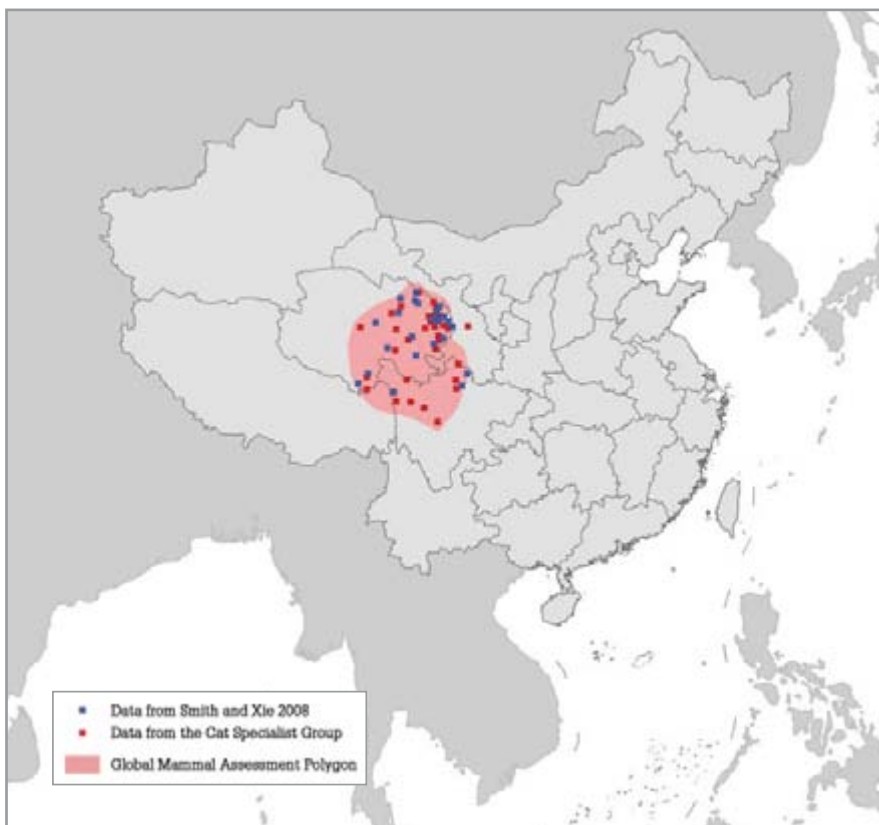 Data from Smith and Xie 2008
Data from the Cat Specialist Group
Global Mammal Assessment Polygon